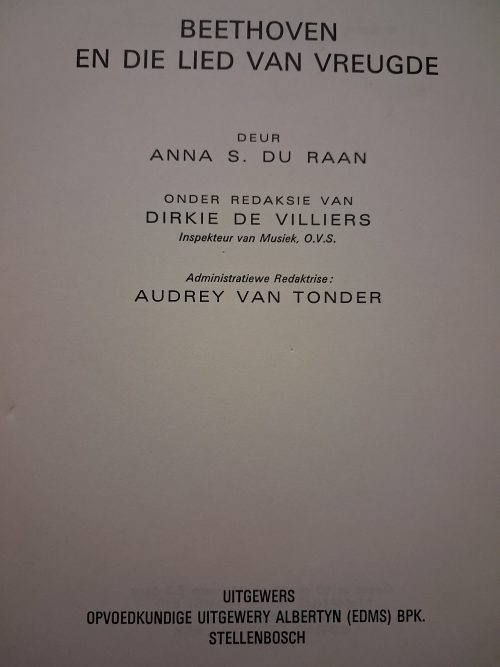 BEETHOVEN
EN DIE LIED VAN VREUGDE
DEUR
ANNA S. DU RAAN
ONDER REDAKSIE VAN
DIRKIE DE VILLIERS
Inspekteur van Musiek, O.V.S.
Administratiewe Redaktrise:
AUDREY VAN TONDER
UITGEWERS
OPVOEDKUNDIGE UITGEWERY ALBERTYN (EDMS) BPK.
STELLENBOSCH